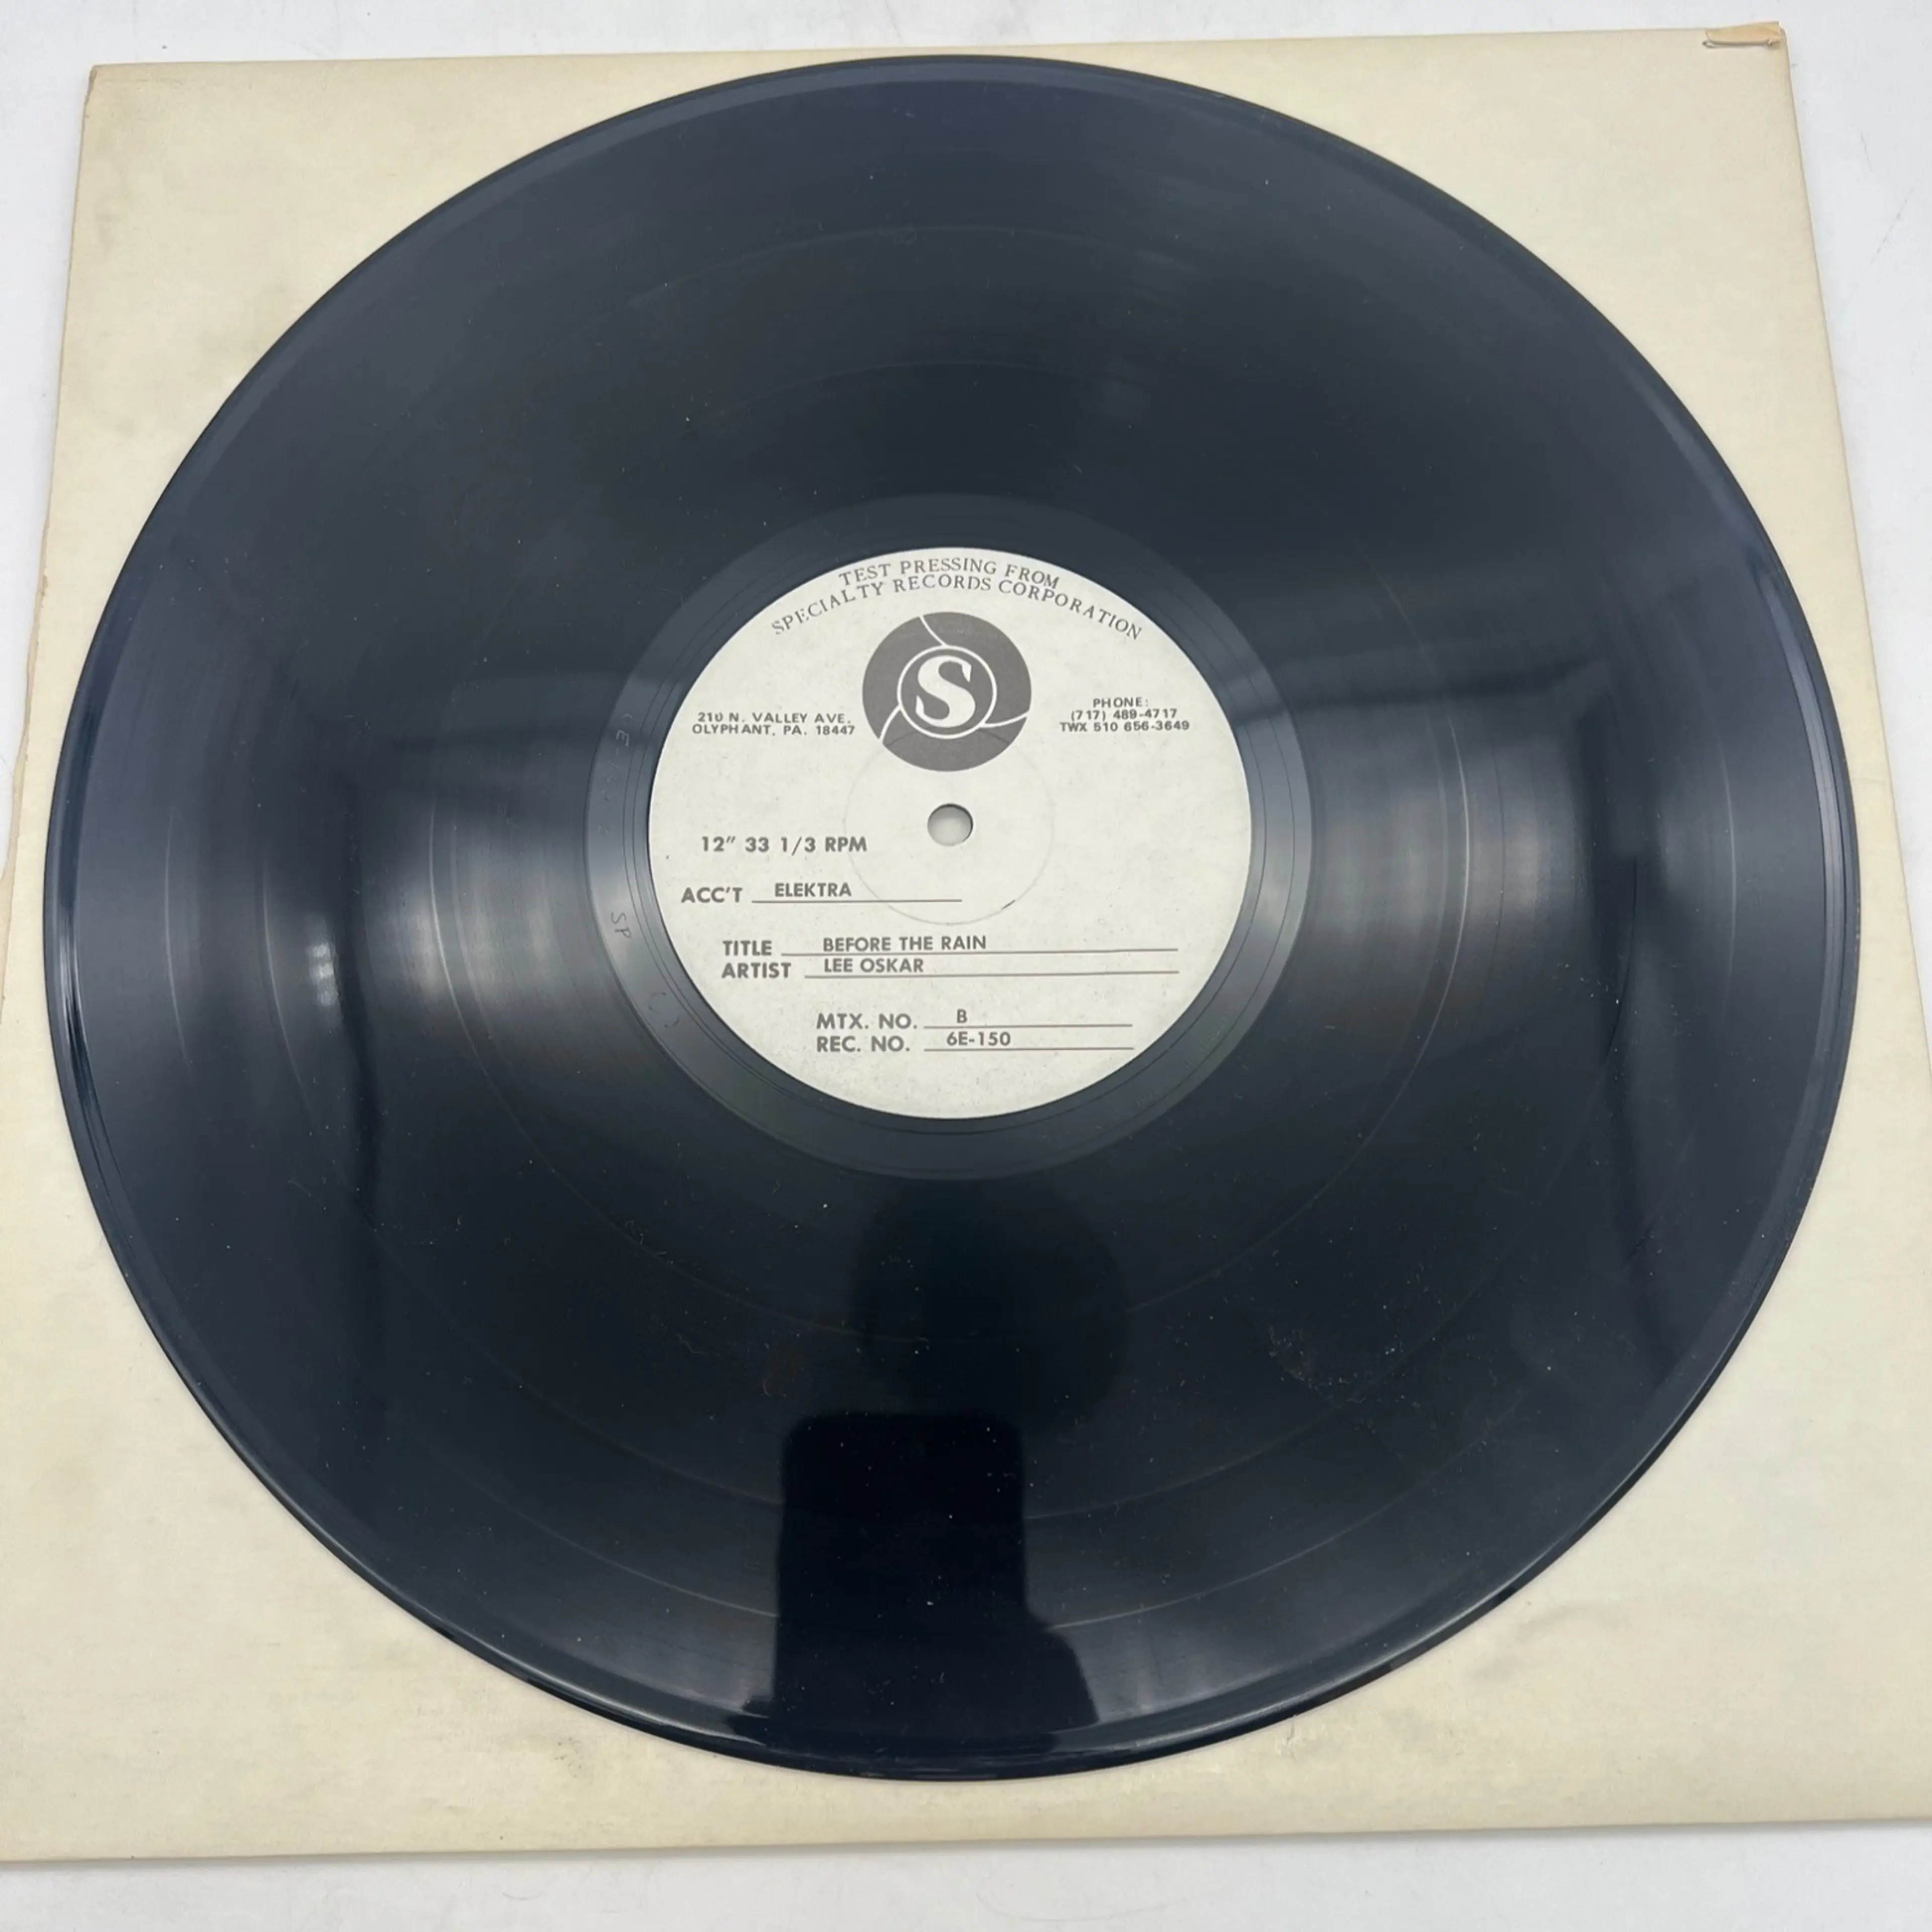 TEST PRESSING FROM
SPECIALTY RECORDS CORPORATION
S
210 N. VALLEY AVE.
OLYPHANT, PA. 18447
PHONE:
(717) 489-4717
TWX 510 656-3649
12" 33 1/3 RPM
ACC'T ELEKTRA
TITLE BEFORE THE RAIN
ARTIST LEE OSKAR
MTX. NO. B
REC. NO. 6E-150
SP